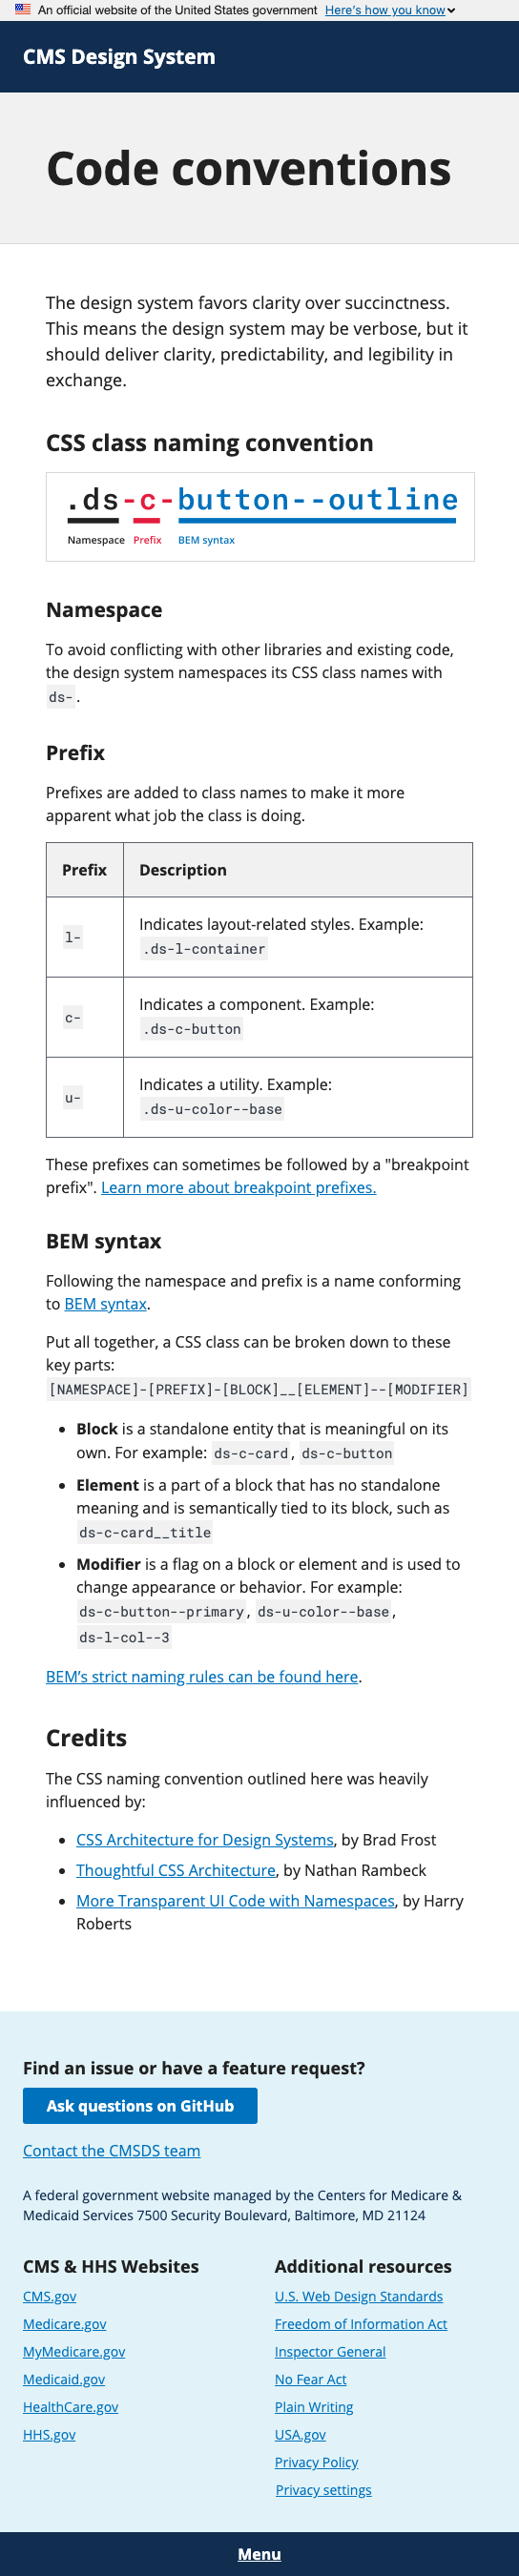 An official website of the United States government Here's how you know
CMS Design System
Code conventions
The design system favors clarity over succinctness.
This means the design system may be verbose, but it
should deliver clarity, predictability, and legibility in
exchange.
CSS class naming convention
.ds-c-button--outline
Namespace Prefix BEM syntax
Namespace
To avoid conflicting with other libraries and existing code,
the design system namespaces its CSS class names with
ds-.
Prefix
Prefixes are added to class names to make it more
apparent what job the class is doing.
Prefix Description
l- Indicates layout-related styles. Example:
.ds-l-container
c- Indicates a component. Example:
.ds-c-button
u- Indicates a utility. Example:
.ds-u-color--base
These prefixes can sometimes be followed by a "breakpoint
prefix". Learn more about breakpoint prefixes.
BEM syntax
Following the namespace and prefix is a name conforming
to BEM syntax.
Put all together, a CSS class can be broken down to these
key parts:
[NAMESPACE]-[PREFIX]-[BLOCK]__[ELEMENT]--[MODIFIER]
• Block is a standalone entity that is meaningful on its
own. For example: ds-c-card, ds-c-button
• Element is a part of a block that has no standalone
meaning and is semantically tied to its block, such as
ds-c-card__title
• Modifier is a flag on a block or element and is used to
change appearance or behavior. For example:
ds-c-button--primary, ds-u-color--base,
ds-l-col--3
BEM’s strict naming rules can be found here.
Credits
The CSS naming convention outlined here was heavily
influenced by:
• CSS Architecture for Design Systems, by Brad Frost
• Thoughtful CSS Architecture, by Nathan Rambeck
• More Transparent UI Code with Namespaces, by Harry
Roberts
Find an issue or have a feature request?
Ask questions on GitHub
Contact the CMSDS team
A federal government website managed by the Centers for Medicare &
Medicaid Services 7500 Security Boulevard, Baltimore, MD 21124
CMS & HHS Websites
CMS.gov
Medicare.gov
MyMedicare.gov
Medicaid.gov
HealthCare.gov
HHS.gov
Additional resources
U.S. Web Design Standards
Freedom of Information Act
Inspector General
No Fear Act
Plain Writing
USA.gov
Privacy Policy
Privacy settings
Menu